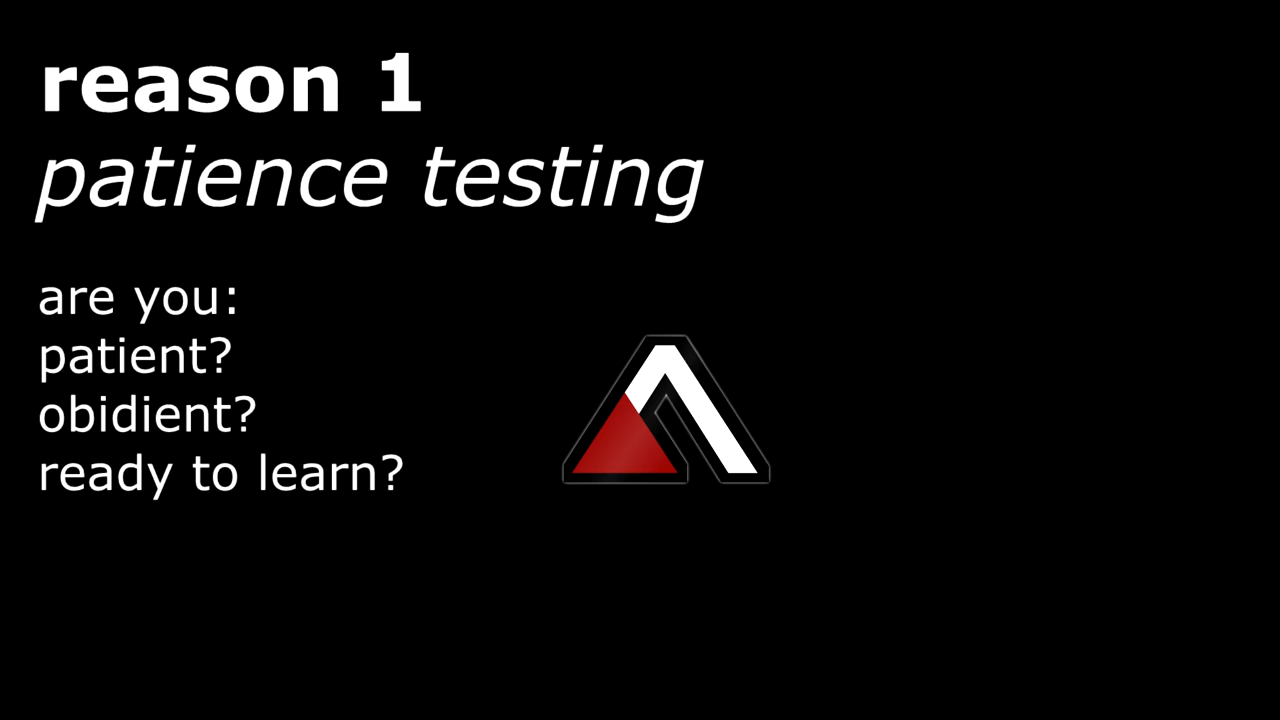 reason 1
patience testing
are you:
patient?
obidient?
ready to learn?